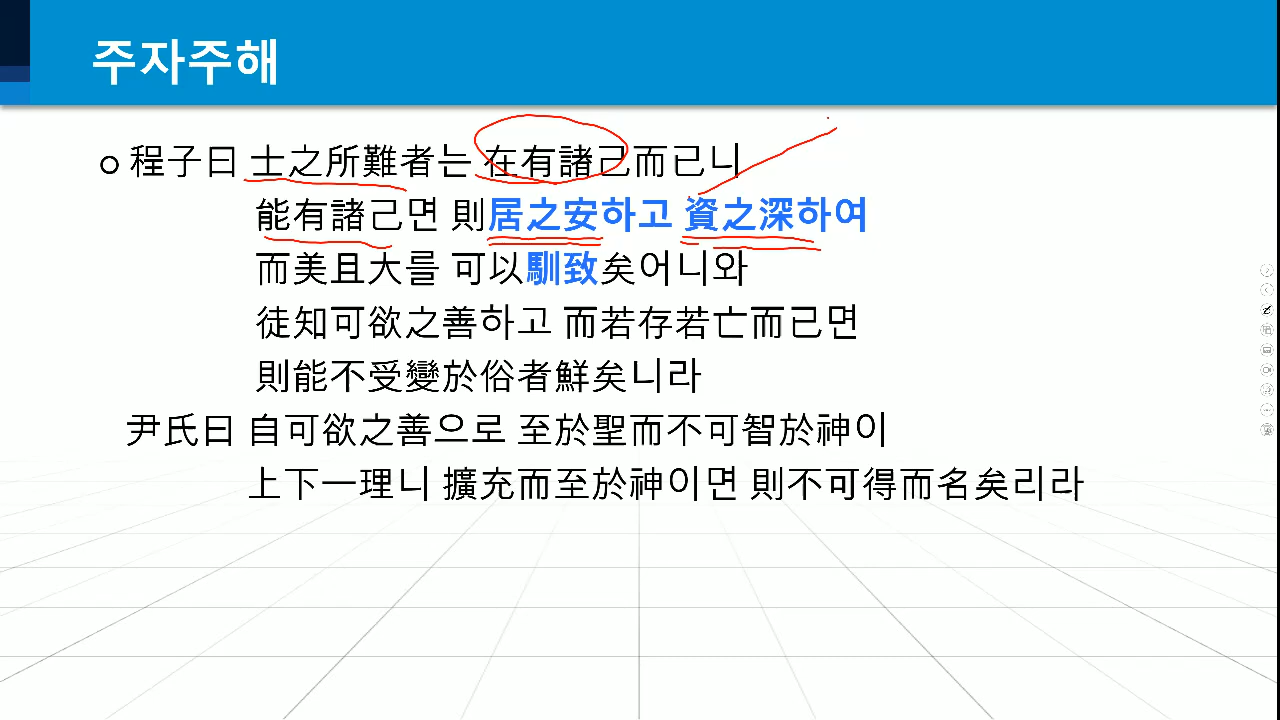 주자주해
o 程子曰 士之所難者는 在有諸己而已니
能有諸己면 則居之安하고 資之深하여
而美且大를 可以馴致矣어니와
徒知可欲之善하고 而若存若亡而已면
則能不受變於俗者鮮矣니라
尹氏曰 自可欲之善으로 至於聖而不可智於神이
上下一理니 擴充而至於神이면 則不可得而名矣리라